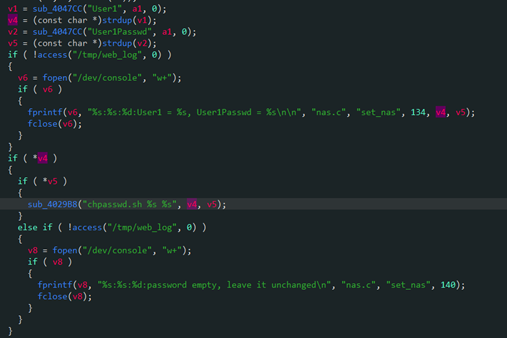 v1 = sub_4047CC("User1", a1, 0);
v4 = (const char *)strdup(v1);
v2 = sub_4047CC("User1Passwd", a1, 0);
v5 = (const char *)strdup(v2);
if ( !access("/tmp/web_log", 0) )
{
v6 = fopen("/dev/console", "w+");
if ( v6 )
{
fprintf(v6, "%s:%s:%d:User1 = %s, User1Passwd = %s\n\n", "nas.c", "set_nas", 134, v4, v5);
fclose(v6);
}
}
if ( *v4 )
{
if ( *v5 )
{
sub_4029B8("chpasswd.sh %s %s", v4, v5);
}
else if ( !access("/tmp/web_log", 0) )
{
v8 = fopen("/dev/console", "w+");
if ( v8 )
{
fprintf(v8, "%s:%s:%d:password empty, leave it unchanged\n", "nas.c", "set_nas", 140);
fclose(v8);
}
}
}